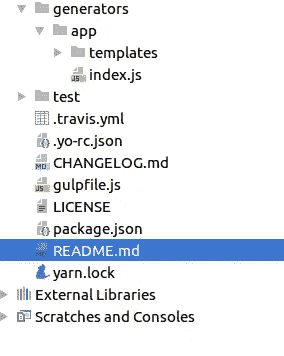 generators
app
templates
index.js
test
.travis.yml
.yo-rc.json
CHANGELOG.md
gulpfile.js
LICENSE
package.json
README.md
yarn.lock
External Libraries
Scratches and Consoles